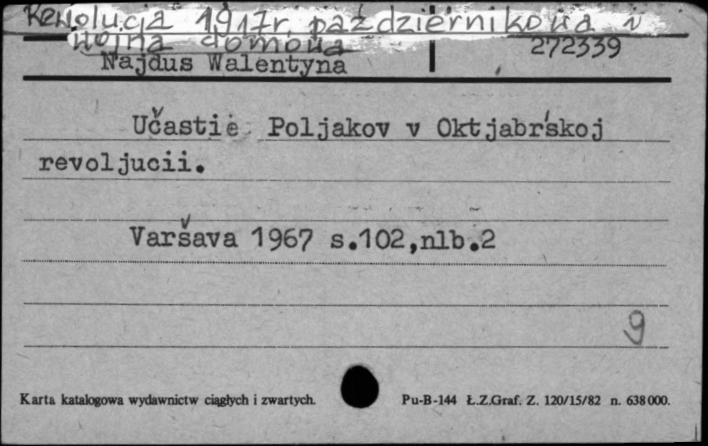 Rewolucja 1917r. październikowa i
wojna domowa
272339
Najdus Walentyna
Učastie Poljakov v Oktjabŕskoj
revoljucii.
Varšava 1967 s.102,nlb.2
9
Karta katalogowa wydawnictw ciągłych i zwartych. Pu-B-144 Ł.Z.Graf. Z. 120/15/82 n. 638000.